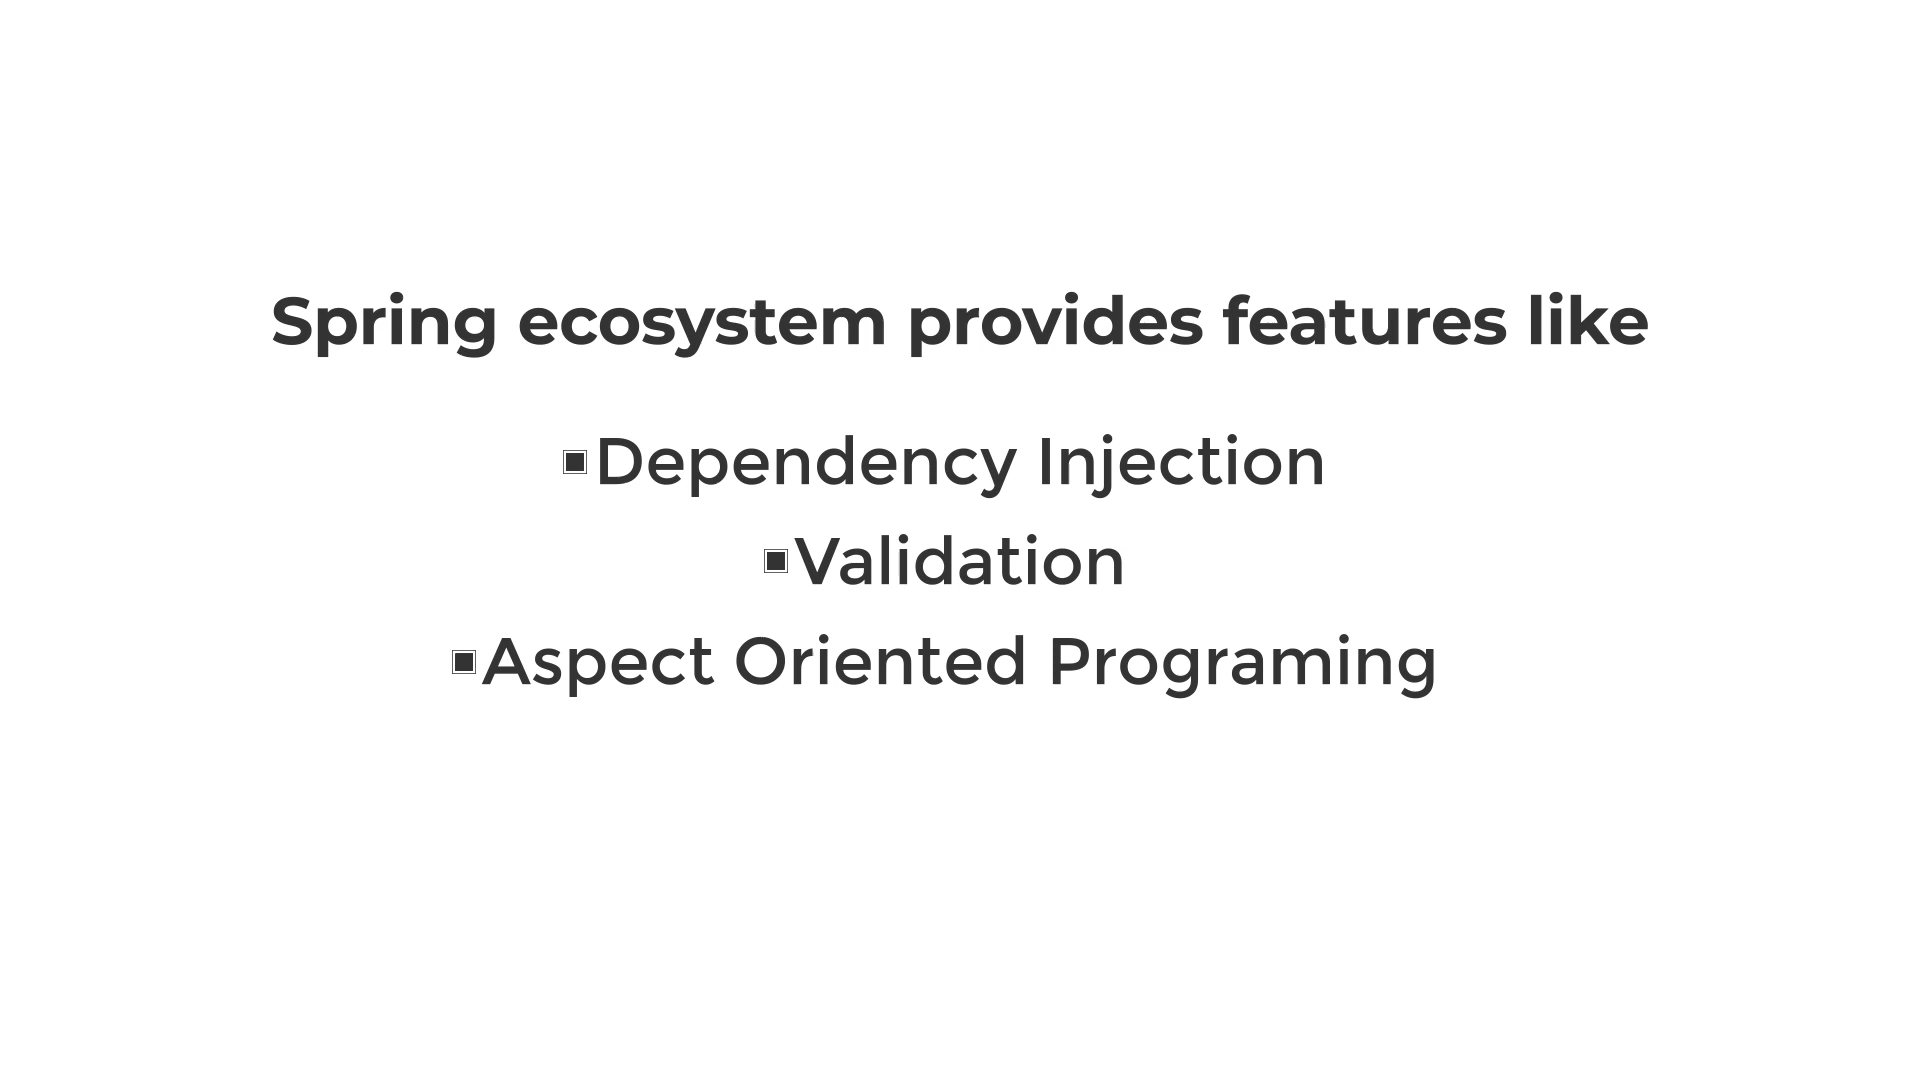 Spring ecosystem provides features like
▣Dependency Injection
▣Validation
▣Aspect Oriented Programing